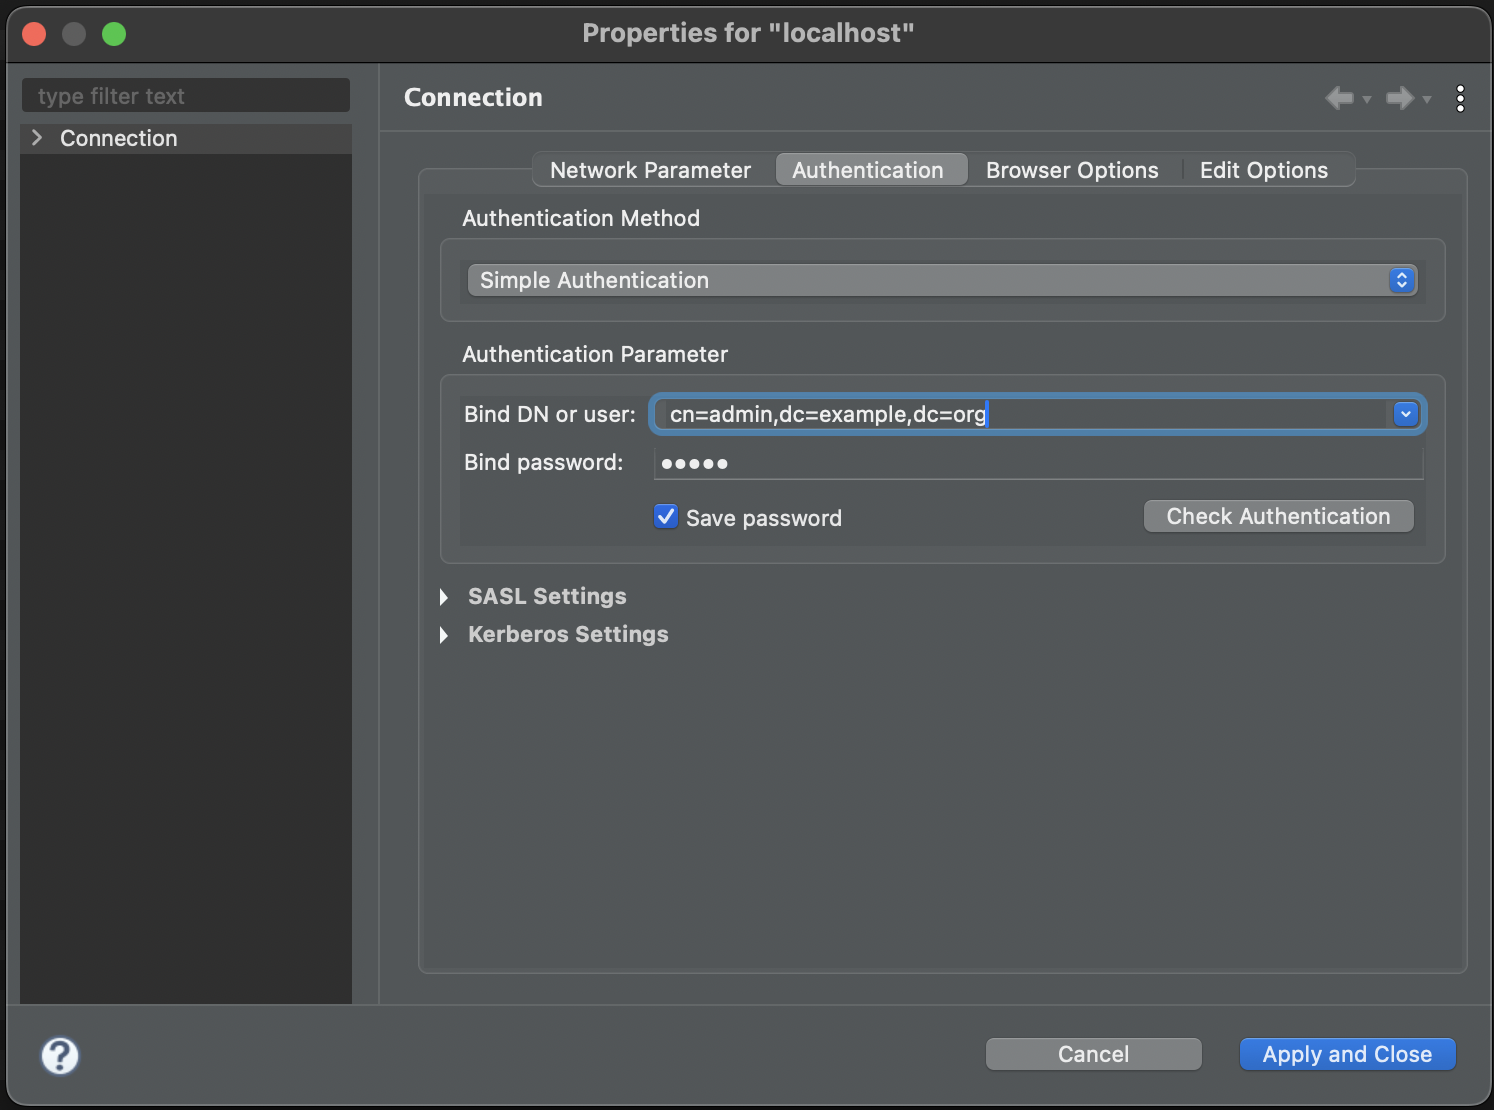 Properties for "localhost"
type filter text
Connection
Connection
Network Parameter
Authentication
Browser Options
Edit Options
Authentication Method
Simple Authentication
Authentication Parameter
Bind DN or user:
cn=admin,dc=example,dc=org
Bind password:
●●●●●
Save password
Check Authentication
SASL Settings
Kerberos Settings
?
Cancel
Apply and Close